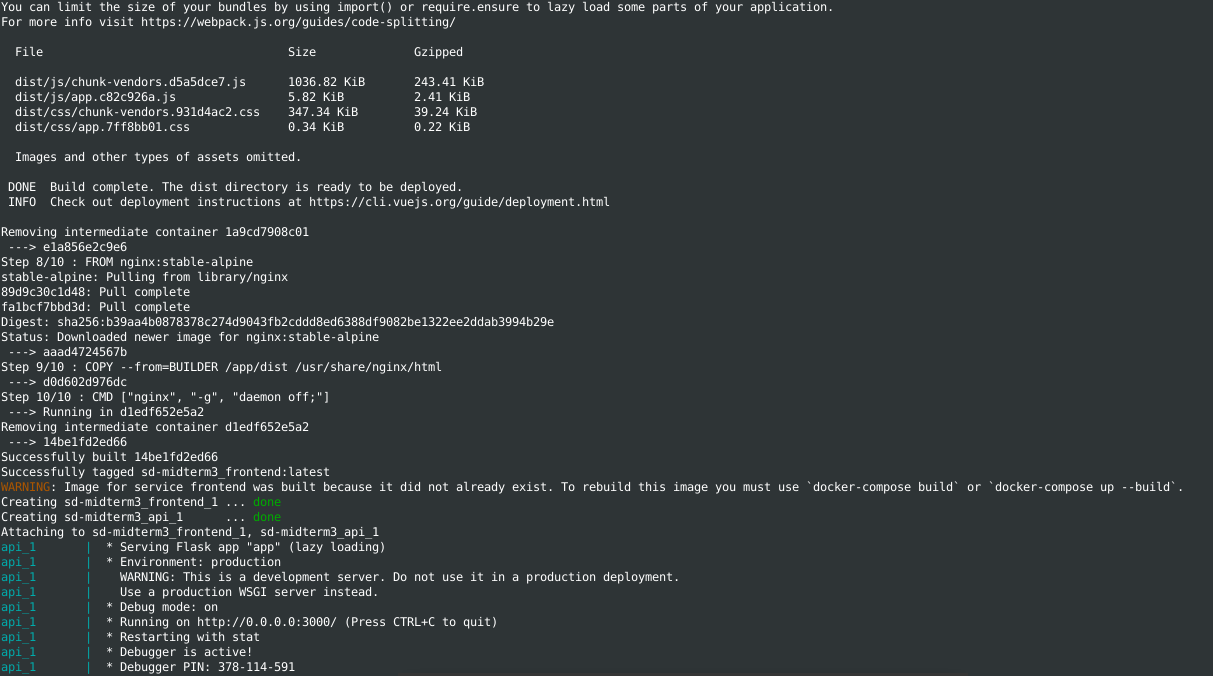 You can limit the size of your bundles by using import() or require.ensure to lazy load some parts of your application.
For more info visit https://webpack.js.org/guides/code-splitting/
File Size Gzipped
dist/js/chunk-vendors.d5a5dce7.js 1036.82 KiB 243.41 KiB
dist/js/app.c82c926a.js 5.82 KiB 2.41 KiB
dist/css/chunk-vendors.931d4ac2.css 347.34 KiB 39.24 KiB
dist/css/app.7ff8bb01.css 0.34 KiB 0.22 KiB
Images and other types of assets omitted.
DONE Build complete. The dist directory is ready to be deployed.
INFO Check out deployment instructions at https://cli.vuejs.org/guide/deployment.html
Removing intermediate container 1a9cd7908c01
---> e1a856e2c9e6
Step 8/10 : FROM nginx:stable-alpine
stable-alpine: Pulling from library/nginx
89d9c30c1d48: Pull complete
fa1bcf7bbd3d: Pull complete
Digest: sha256:b39aa4b0878378c274d9043fb2cddd8ed6388df9082be1322ee2ddab3994b29e
Status: Downloaded newer image for nginx:stable-alpine
---> aaad4724567b
Step 9/10 : COPY --from=BUILDER /app/dist /usr/share/nginx/html
---> d0d602d976dc
Step 10/10 : CMD ["nginx", "-g", "daemon off;"]
---> Running in d1edf652e5a2
Removing intermediate container d1edf652e5a2
---> 14be1fd2ed66
Successfully built 14be1fd2ed66
Successfully tagged sd-midterm3_frontend:latest
WARNING: Image for service frontend was built because it did not already exist. To rebuild this image you must use `docker-compose build` or `docker-compose up --build`.
Creating sd-midterm3_frontend_1 ... done
Creating sd-midterm3_api_1 ... done
Attaching to sd-midterm3_frontend_1, sd-midterm3_api_1
api_1 | * Serving Flask app "app" (lazy loading)
api_1 | * Environment: production
api_1 | WARNING: This is a development server. Do not use it in a production deployment.
api_1 | Use a production WSGI server instead.
api_1 | * Debug mode: on
api_1 | * Running on http://0.0.0.0:3000/ (Press CTRL+C to quit)
api_1 | * Restarting with stat
api_1 | * Debugger is active!
api_1 | * Debugger PIN: 378-114-591